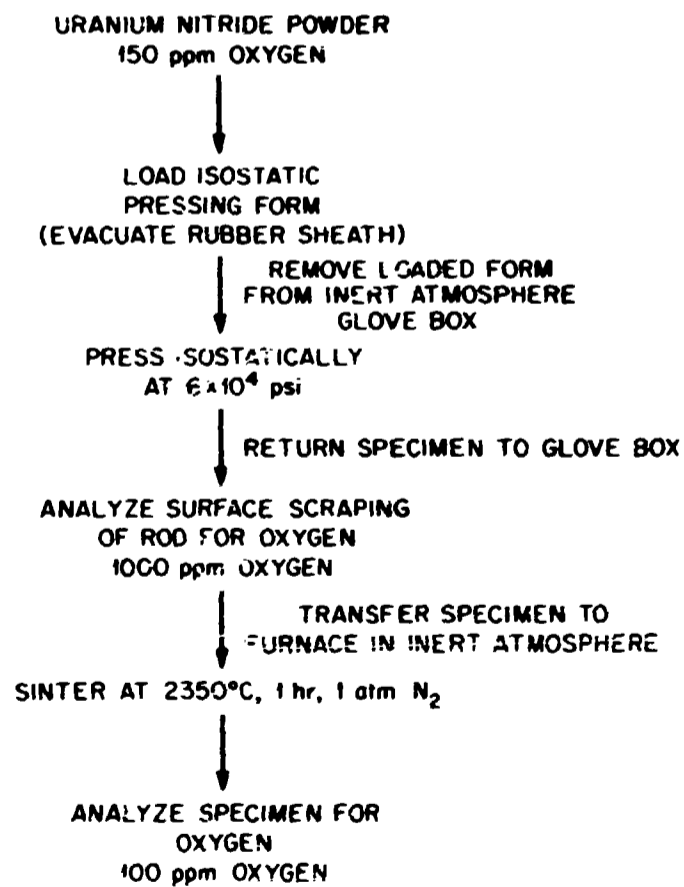 URANIUM NITRIDE POWDER
150 ppm OXYGEN
LOAD ISOSTATIC
PRESSING FORM
(EVACUATE RUBBER SHEATH)
REMOVE LOADED FORM
FROM INERT ATMOSPHERE
GLOVE BOX
PRESS ISOSTATICALLY
AT 6x10⁴ psi
RETURN SPECIMEN TO GLOVE BOX
ANALYZE SURFACE SCRAPING
OF ROD FOR OXYGEN
1000 ppm OXYGEN
TRANSFER SPECIMEN TO
FURNACE IN INERT ATMOSPHERE
SINTER AT 2350°C, 1 hr, 1 atm N₂
ANALYZE SPECIMEN FOR
OXYGEN
100 ppm OXYGEN